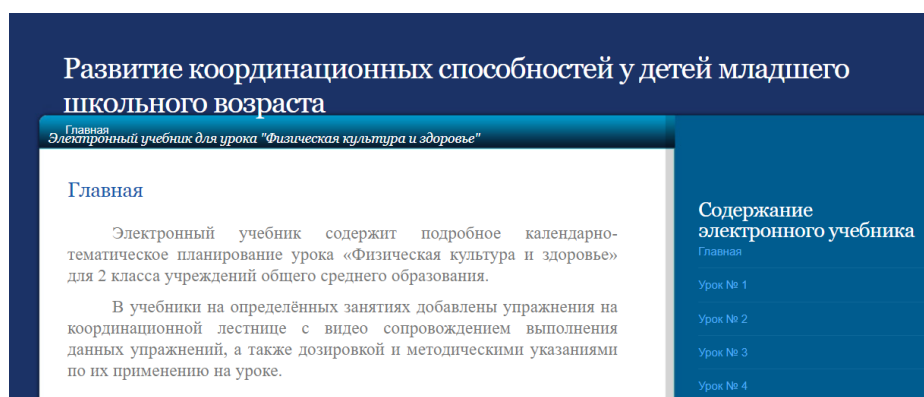 Развитие координационных способностей у детей младшего
школьного возраста
Главная
Электронный учебник для урока "Физическая культура и здоровье"
Главная
Электронный учебник содержит подробное календарно-
тематическое планирование урока «Физическая культура и здоровье»
для 2 класса учреждений общего среднего образования.
В учебники на определённых занятиях добавлены упражнения на
координационной лестнице с видео сопровождением выполнения
данных упражнений, а также дозировкой и методическими указаниями
по их применению на уроке.
Содержание
электронного учебника
Главная
Урок № 1
Урок № 2
Урок № 3
Урок № 4